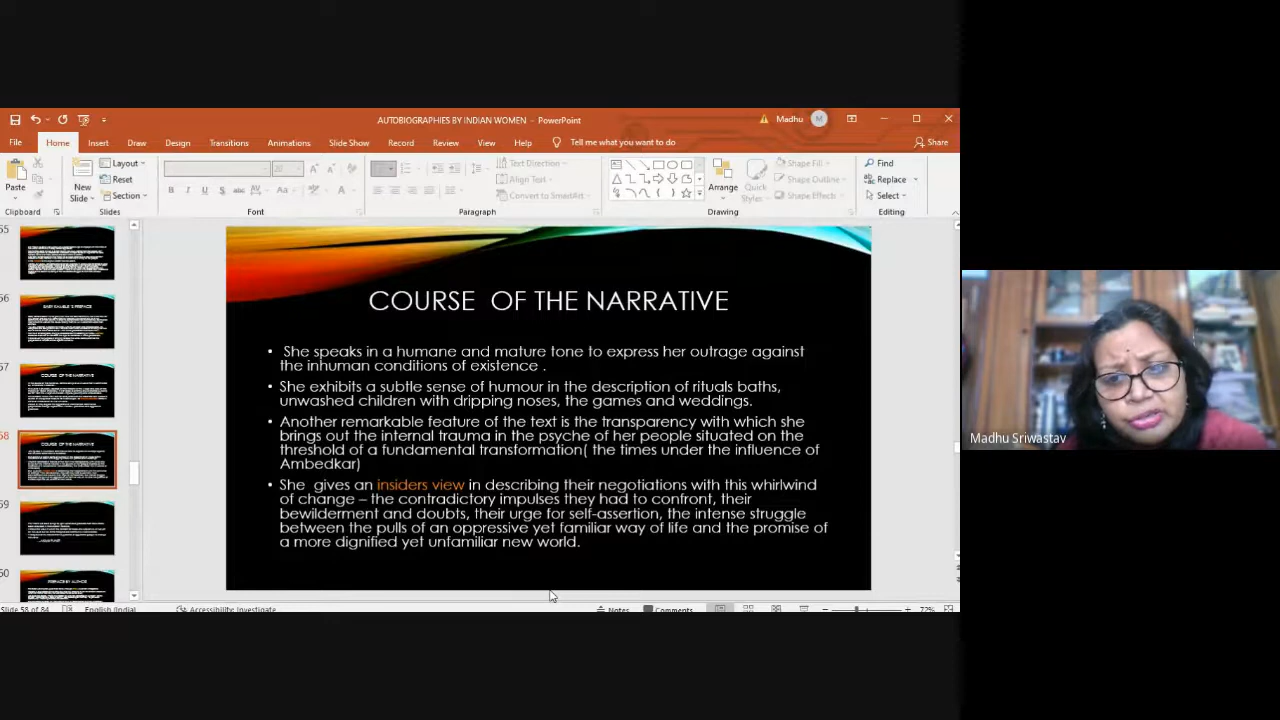 AUTOBIOGRAPHIES BY INDIAN WOMEN - PowerPoint
Madhu
M
File
Home
Insert
Draw
Design
Transitions
Animations
Slide Show
Record
Review
View
Help
Tell me what you want to do
Share
Paste
New
Slide
Layout
Reset
Section
Text Direction
Align Text
Convert to SmartArt
Arrange
Quick
Styles
Shape Fill
Shape Outline
Shape Effects
Find
Replace
Select
Clipboard
Slides
Font
Paragraph
Drawing
Editing
COURSE OF THE NARRATIVE
• She speaks in a humane and mature tone to express her outrage against
the inhuman conditions of existence .
• She exhibits a subtle sense of humour in the description of rituals baths,
unwashed children with dripping noses, the games and weddings.
• Another remarkable feature of the text is the transparency with which she
brings out the internal trauma in the psyche of her people situated on the
threshold of a fundamental transformation( the times under the influence of
Ambedkar)
• She gives an insiders view in describing their negotiations with this whirlwind
of change – the contradictory impulses they had to confront, their
bewilderment and doubts, their urge for self-assertion, the intense struggle
between the pulls of an oppressive yet familiar way of life and the promise of
a more dignified yet unfamiliar new world.
Madhu Sriwastav
Slide 58 of 84
English (India)
Accessibility: Investigate
Notes
Comments
72%